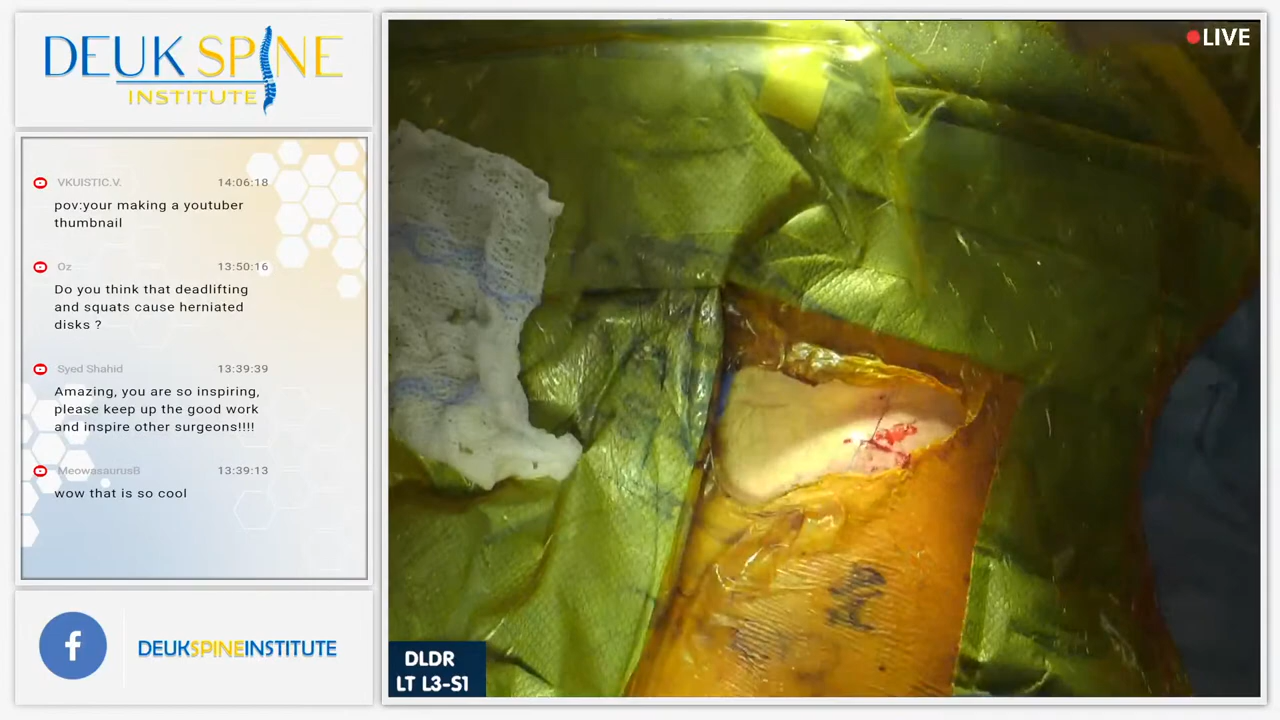 DEUK SPINE
INSTITUTE
VKUISTIC.V. 14:06:18
pov:your making a youtuber
thumbnail
Oz 13:50:16
Do you think that deadlifting
and squats cause herniated
disks ?
Syed Shahid 13:39:39
Amazing, you are so inspiring,
please keep up the good work
and inspire other surgeons!!!!
MeowasaurusB 13:39:13
wow that is so cool
f
DEUKSPINEINSTITUTE
LIVE
DLDR
LT L3-S1